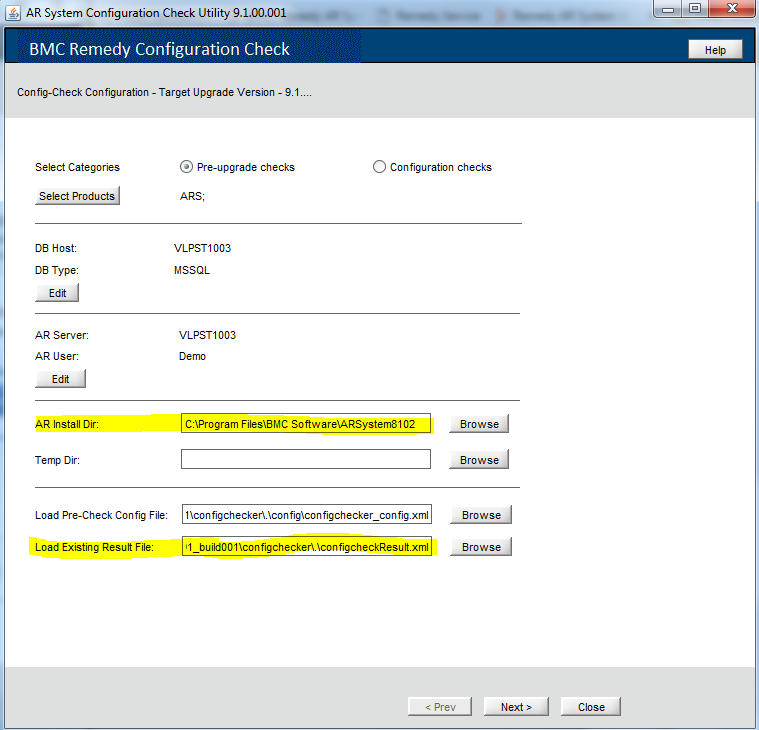 AR System Configuration Check Utility 9.1.00.001
BMC Remedy Configuration Check
Help
Config-Check Configuration - Target Upgrade Version - 9.1....
Select Categories Pre-upgrade checks Configuration checks
Select Products ARS;
DB Host: VLPST1003
DB Type: MSSQL
Edit
AR Server: VLPST1003
AR User: Demo
Edit
AR Install Dir: C:\Program Files\BMC Software\ARSystem8102 Browse
Temp Dir: Browse
Load Pre-Check Config File: 1\configchecker\.\config\configchecker_config.xml Browse
Load Existing Result File: 1_build001\configchecker\.\configcheckResult.xml Browse
< Prev Next > Close